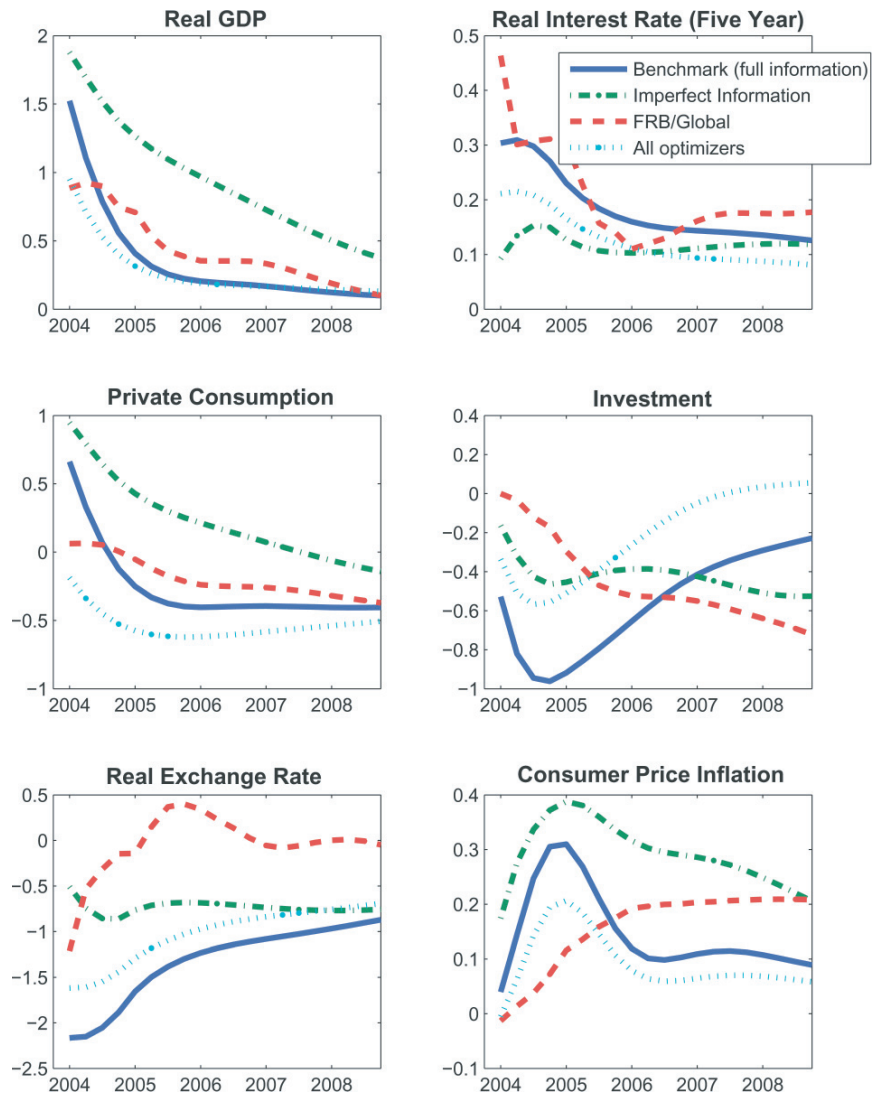 Real GDP
2
1.5
1
0.5
0
2004 2005 2006 2007 2008
Real Interest Rate (Five Year)
0.5
0.4
0.3
0.2
0.1
0
2004 2005 2006 2007 2008
Benchmark (full information)
Imperfect Information
FRB/Global
All optimizers
Private Consumption
1
0.5
0
−0.5
−1
2004 2005 2006 2007 2008
Investment
0.4
0.2
0
−0.2
−0.4
−0.6
−0.8
−1
2004 2005 2006 2007 2008
Real Exchange Rate
0.5
0
−0.5
−1
−1.5
−2
−2.5
2004 2005 2006 2007 2008
Consumer Price Inflation
0.4
0.3
0.2
0.1
0
−0.1
2004 2005 2006 2007 2008